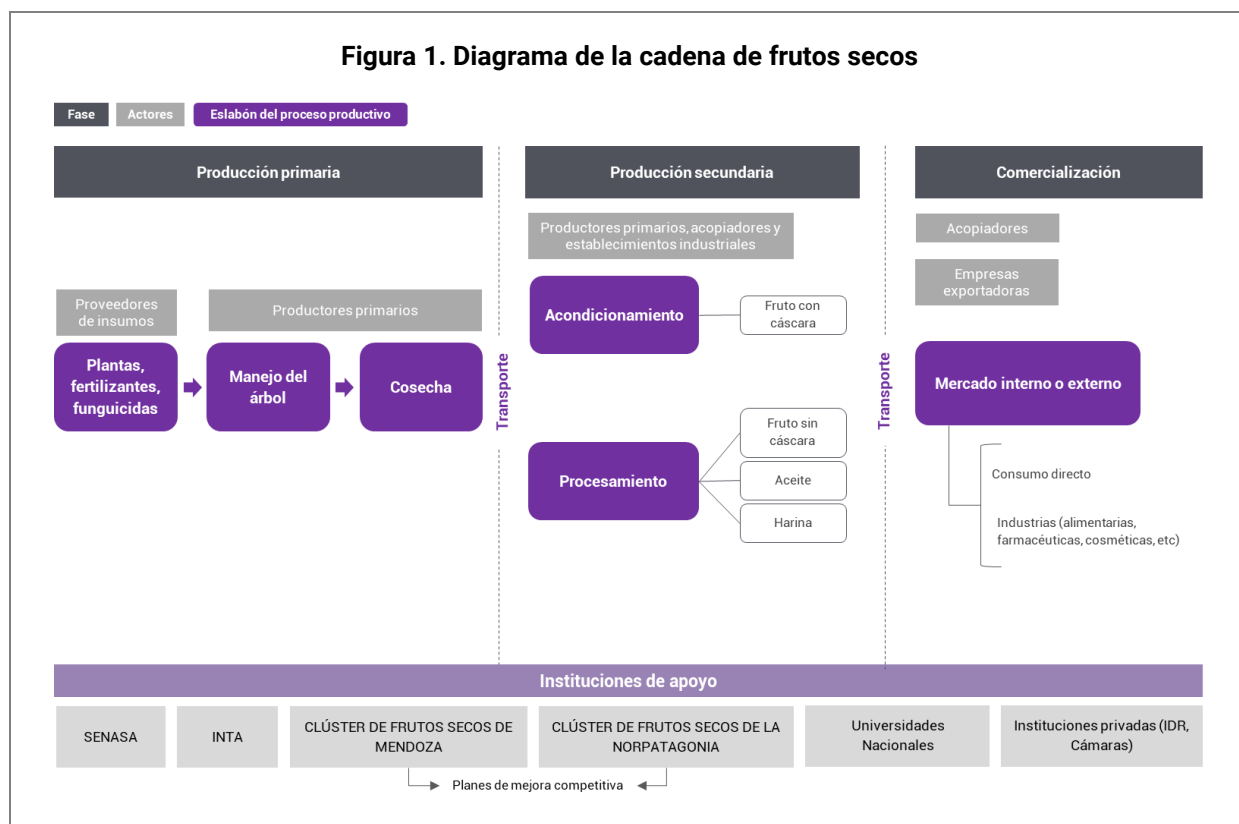 Figura 1. Diagrama de la cadena de frutos secos
Fase
Actores
Eslabón del proceso productivo
Producción primaria
Proveedores
de insumos
Productores primarios
Plantas,
fertilizantes,
funguicidas
Manejo del
árbol
Cosecha
Transporte
Producción secundaria
Productores primarios, acopiadores y
establecimientos industriales
Acondicionamiento
Fruto con
cáscara
Procesamiento
Fruto sin
cáscara
Aceite
Harina
Transporte
Comercialización
Acopiadores
Empresas
exportadoras
Mercado interno o externo
Consumo directo
Industrias (alimentarias,
farmacéuticas, cosméticas, etc)
Instituciones de apoyo
SENASA
INTA
CLÚSTER DE FRUTOS SECOS DE
MENDOZA
CLÚSTER DE FRUTOS SECOS DE LA
NORPATAGONIA
Universidades
Nacionales
Instituciones privadas (IDR,
Cámaras)
Planes de mejora competitiva